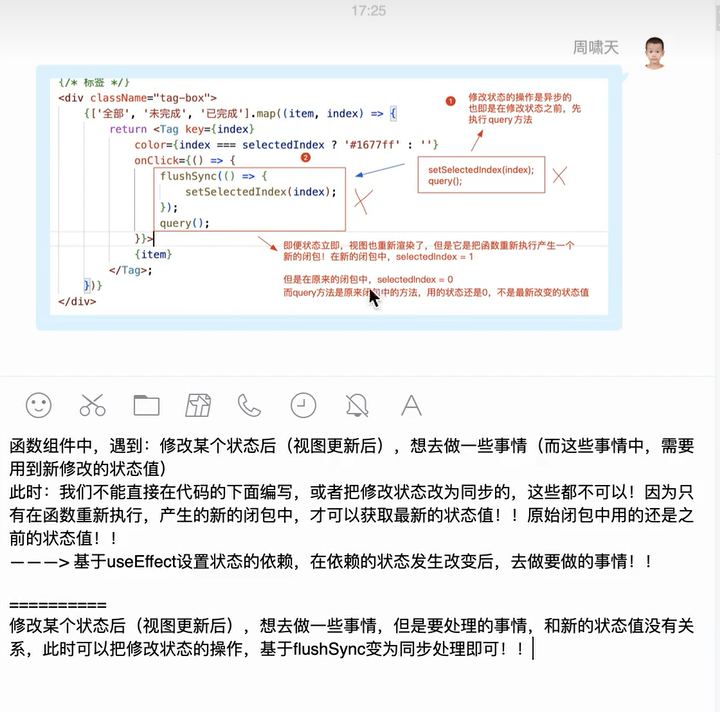 17:25
周啸天
{/* 标签 */}
<div className="tag-box">
{['全部', '未完成', '已完成'].map((item, index) => {
return <Tag key={index}
color={index === selectedIndex ? '#1677ff' : ''}
onClick={() => {
flushSync(() => {
setSelectedIndex(index);
});
query();
}}>
{item}
</Tag>;
})}
</div>
1
修改状态的操作是异步的
也即是在修改状态之前，先
执行query方法
2
setSelectedIndex(index);
query();
即便状态立即，视图也重新渲染了，但是它是把函数重新执行产生一个
新的闭包！在新的闭包中，selectedIndex = 1
但是在原来的闭包中，selectedIndex = 0
而query方法是原来闭包中的方法，用的状态还是0，不是最新改变的状态值
函数组件中，遇到：修改某个状态后（视图更新后），想去做一些事情（而这些事情中，需要
用到新修改的状态值）
此时：我们不能直接在代码的下面编写，或者把修改状态改为同步的，这些都不可以！因为只
有在函数重新执行，产生的新的闭包中，才可以获取最新的状态值！！原始闭包中用的还是之
前的状态值！！
———> 基于useEffect设置状态的依赖，在依赖的状态发生改变后，去做要做的事情！！
==========
修改某个状态后（视图更新后），想去做一些事情，但是要处理的事情，和新的状态值没有关
系，此时可以把修改状态的操作，基于flushSync变为同步处理即可！！